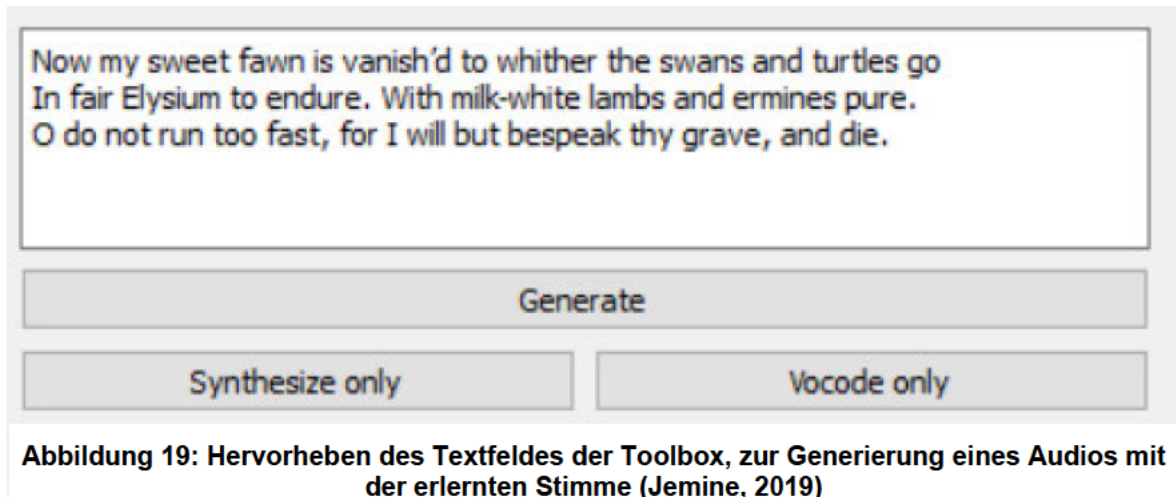 Now my sweet fawn is vanish’d to whither the swans and turtles go
In fair Elysium to endure. With milk-white lambs and ermines pure.
O do not run too fast, for I will but bespeak thy grave, and die.
Generate
Synthesize only
Vocode only
Abbildung 19: Hervorheben des Textfeldes der Toolbox, zur Generierung eines Audios mit
der erlernten Stimme (Jemine, 2019)